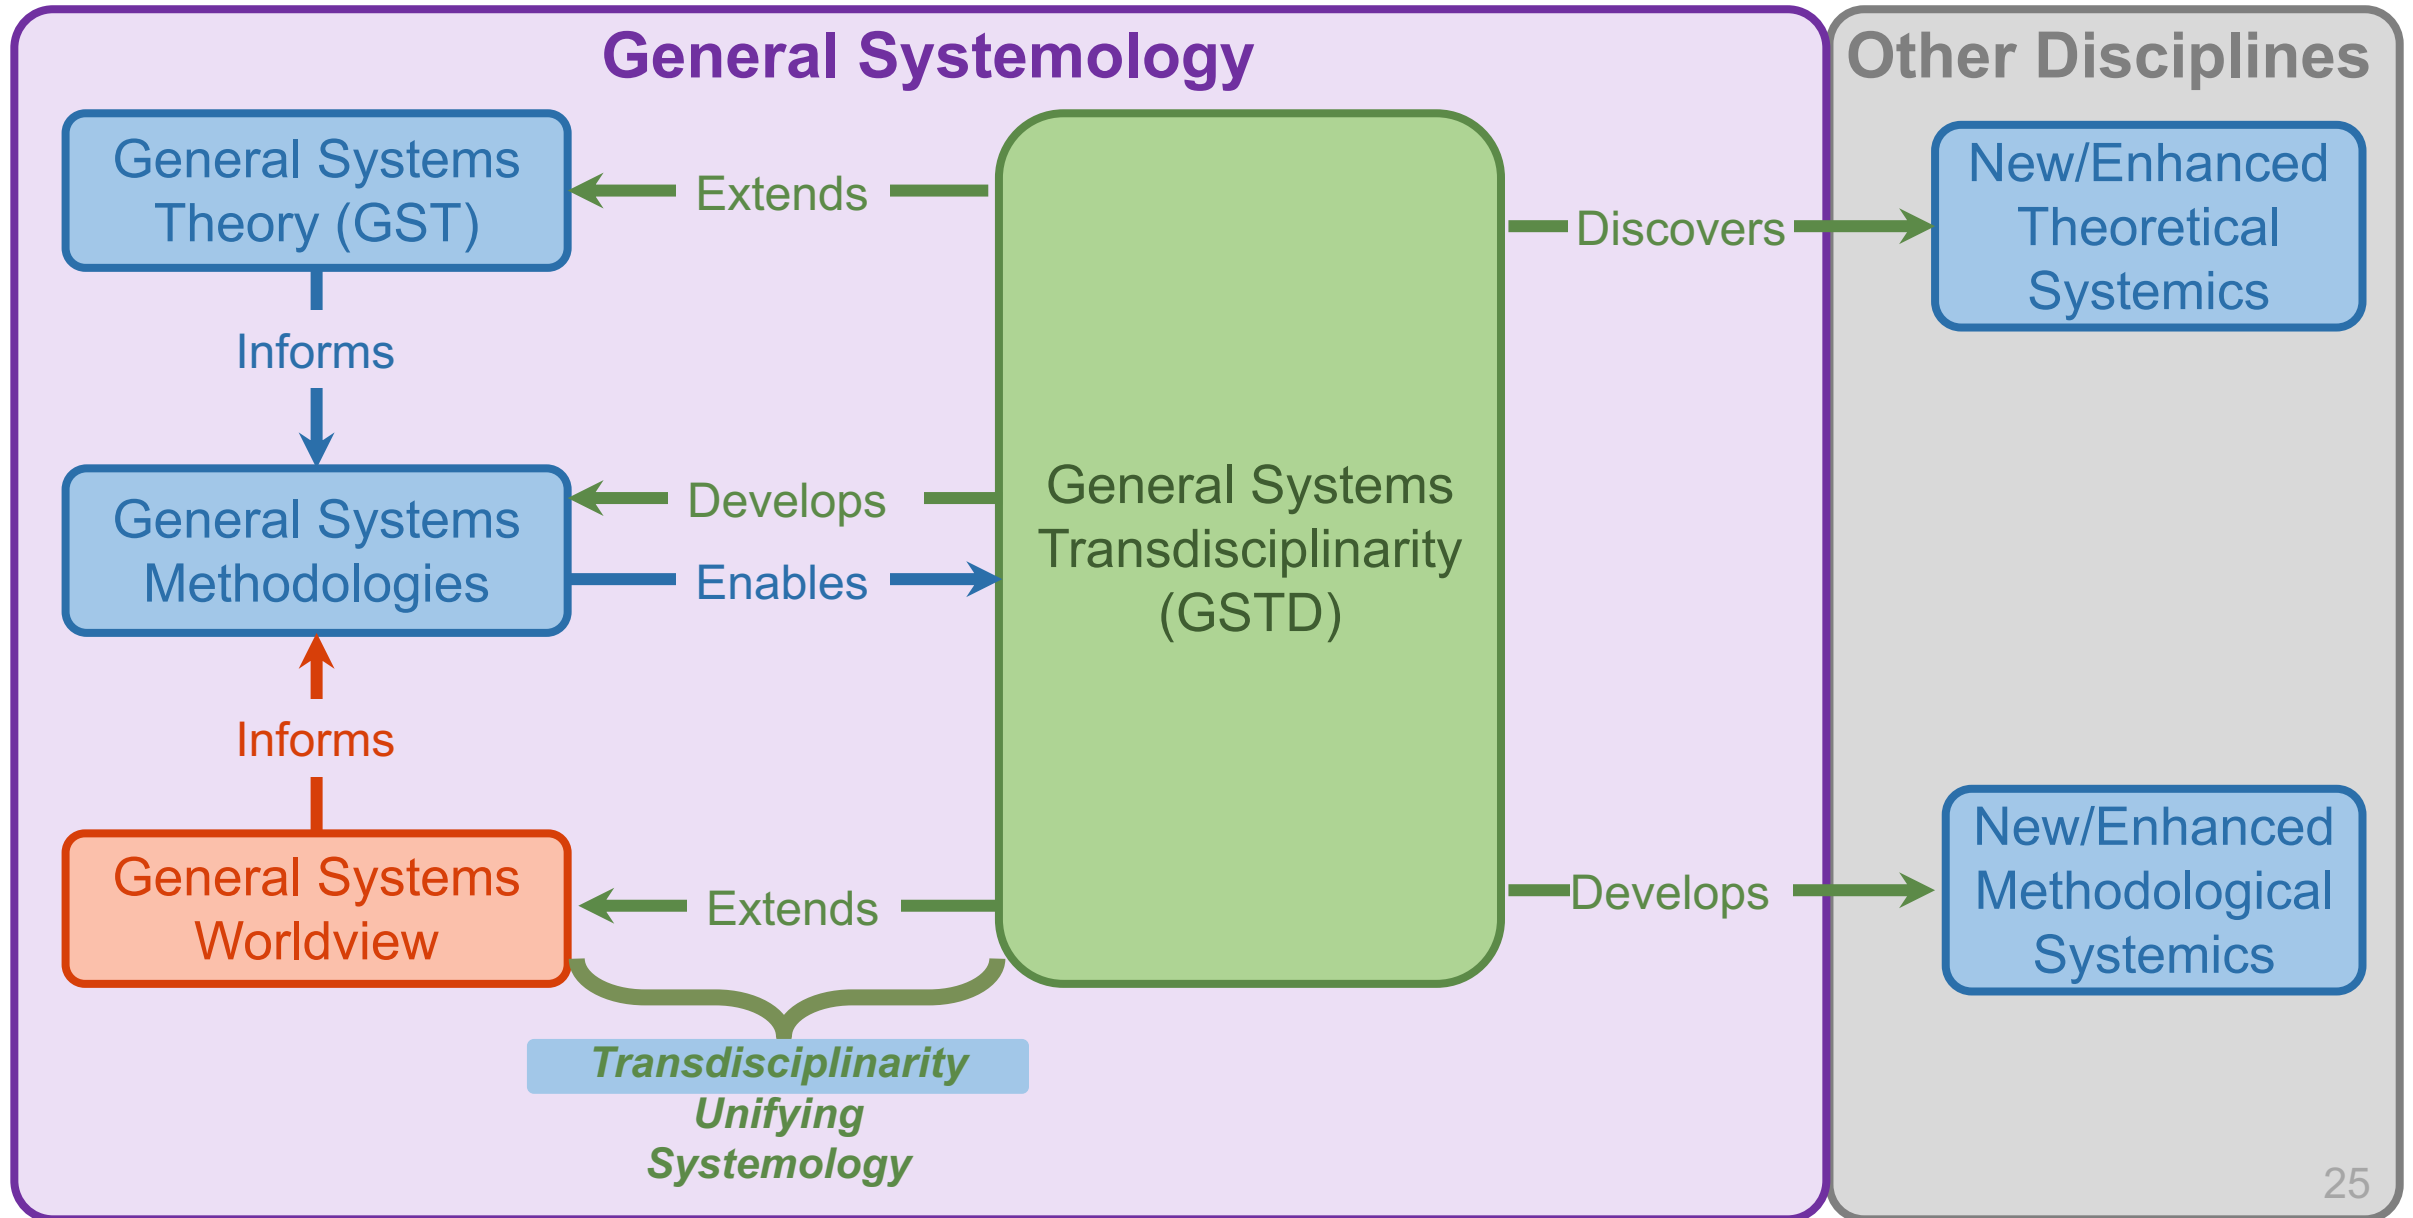 General Systemology
Other Disciplines
General Systems
Theory (GST)
Extends
Discovers
New/Enhanced
Theoretical
Systemics
Informs
General Systems
Methodologies
Develops
Enables
General Systems
Transdisciplinarity
(GSTD)
Informs
General Systems
Worldview
Extends
Develops
New/Enhanced
Methodological
Systemics
Transdisciplinarity
Unifying
Systemology
25